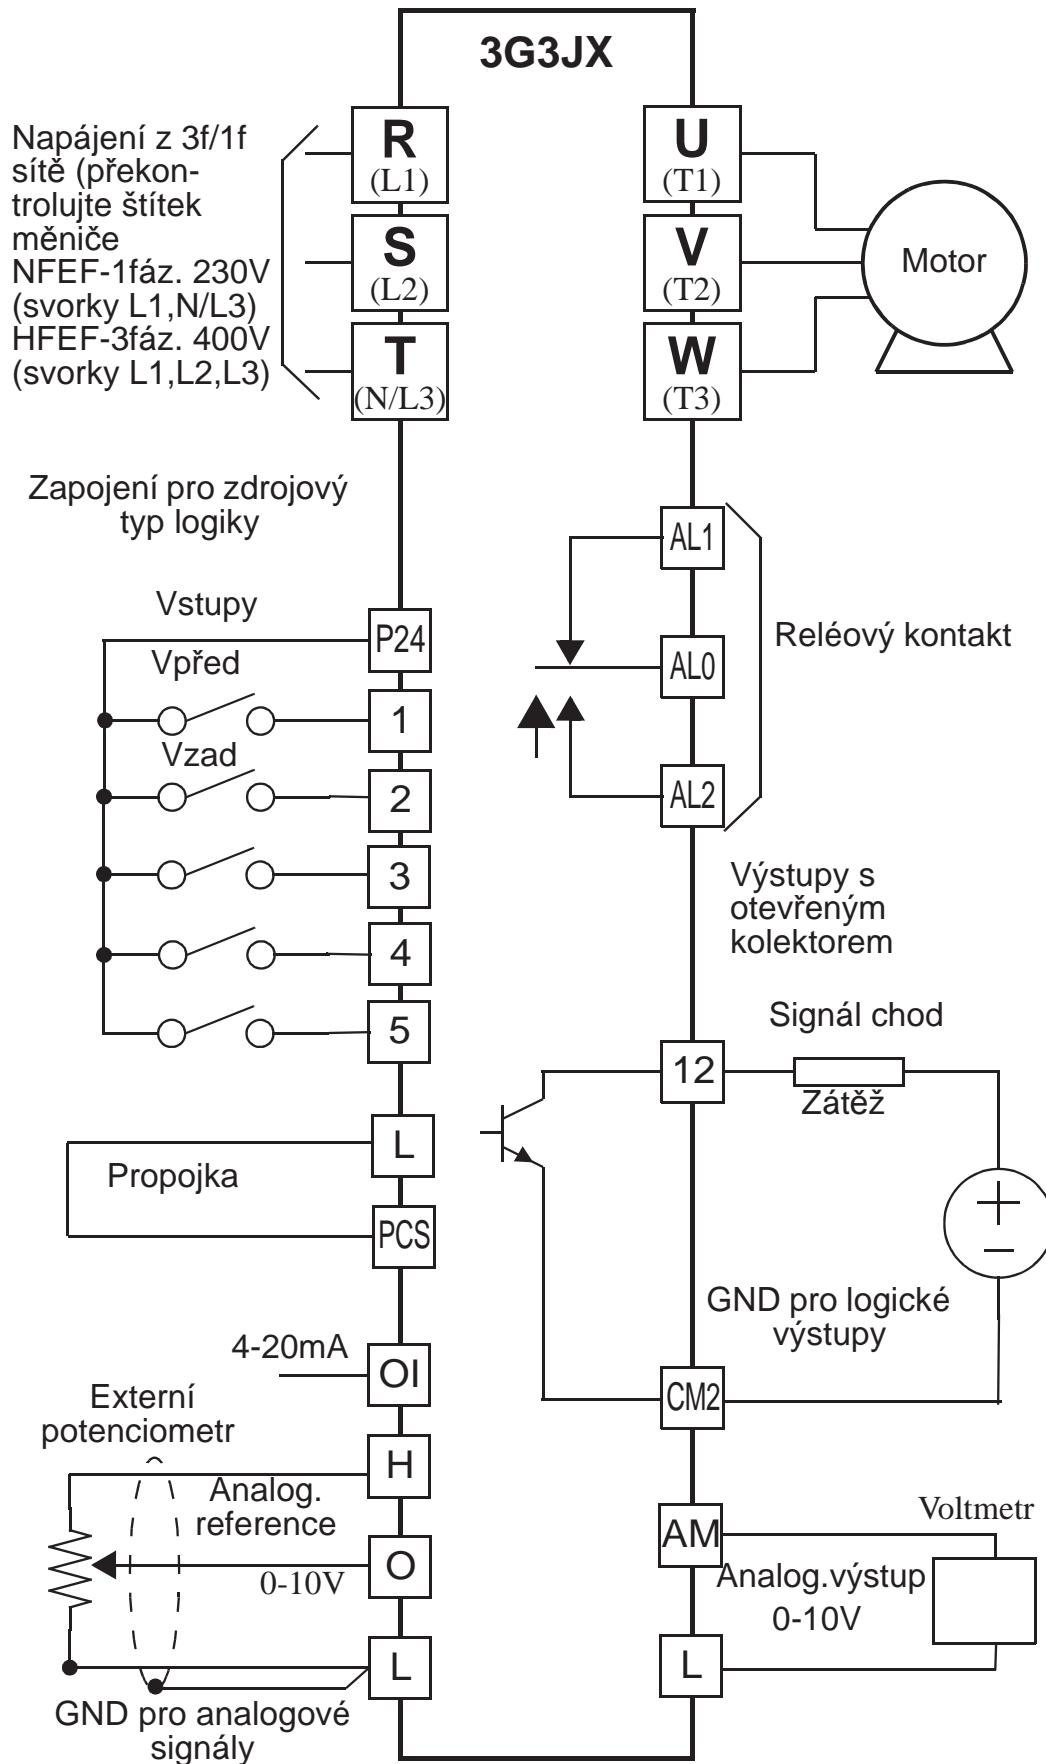 3G3JX
Napájení z 3f/1f
sítě (překon-
trolujte štítek
měniče
NFEF-1fáz. 230V
(svorky L1,N/L3)
HFEF-3fáz. 400V
(svorky L1,L2,L3)
R
(L1)
S
(L2)
T
(N/L3)
U
(T1)
V
(T2)
W
(T3)
Motor
Zapojení pro zdrojový
typ logiky
Vstupy
P24
Vpřed
1
Vzad
2
3
4
5
L
Propojka
PCS
4-20mA
OI
Externí
potenciometr
H
Analog.
reference
O
0-10V
L
GND pro analogové
signály
AL1
AL0
AL2
Reléový kontakt
Výstupy s
otevřeným
kolektorem
Signál chod
12
Zátěž
GND pro logické
výstupy
CM2
Voltmetr
AM
Analog.výstup
0-10V
L